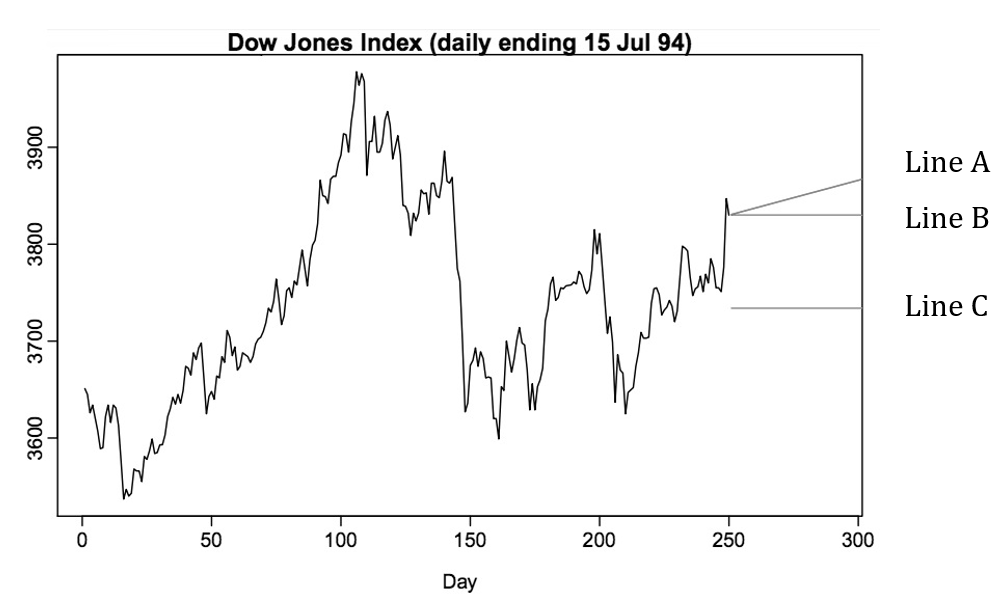 Dow Jones Index (daily ending 15 Jul 94)
3900
3800
3700
3600
Line A
Line B
Line C
0 50 100 150 200 250 300
Day